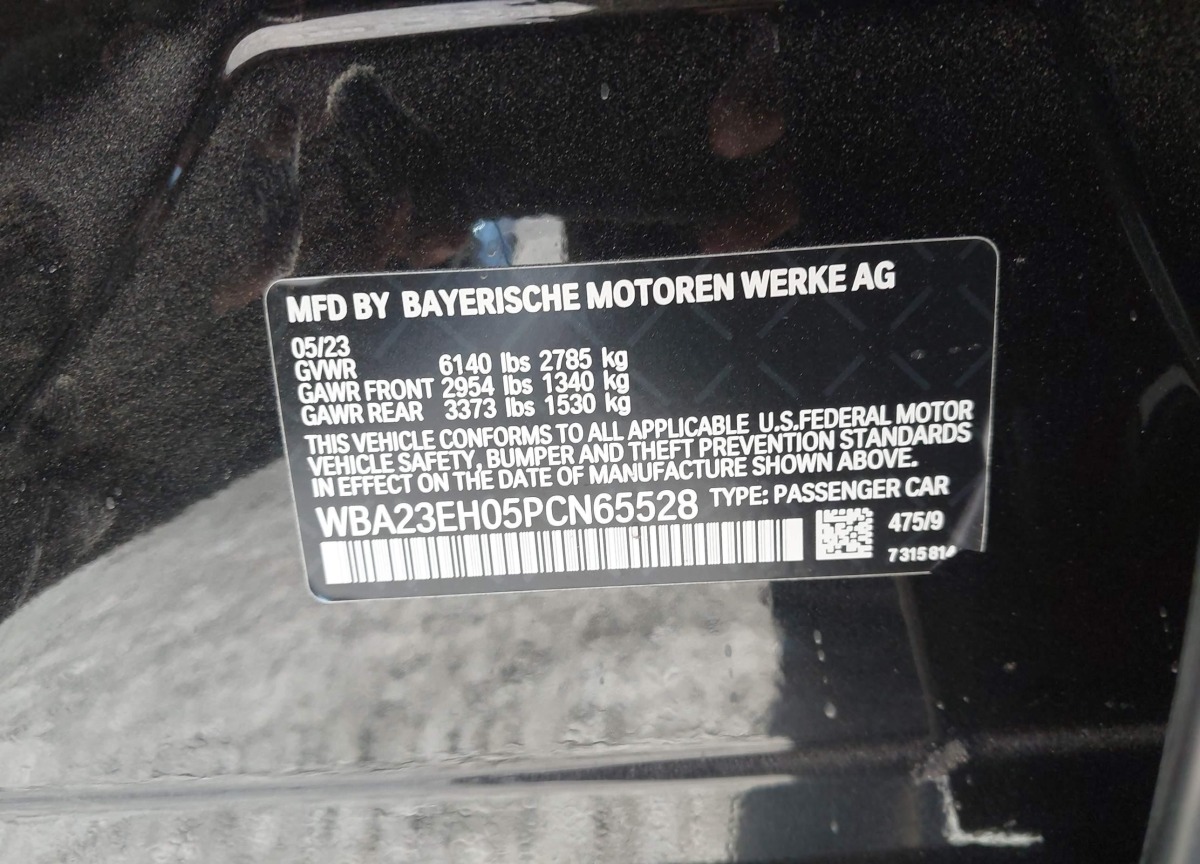 MFD BY BAYERISCHE MOTOREN WERKE AG
05/23
GVWR 6140 lbs 2785 kg
GAWR FRONT 2954 lbs 1340 kg
GAWR REAR 3373 lbs 1530 kg
THIS VEHICLE CONFORMS TO ALL APPLICABLE U.S.FEDERAL MOTOR
VEHICLE SAFETY, BUMPER AND THEFT PREVENTION STANDARDS
IN EFFECT ON THE DATE OF MANUFACTURE SHOWN ABOVE.
WBA23EH05PCN65528 TYPE: PASSENGER CAR
475/9
7315814